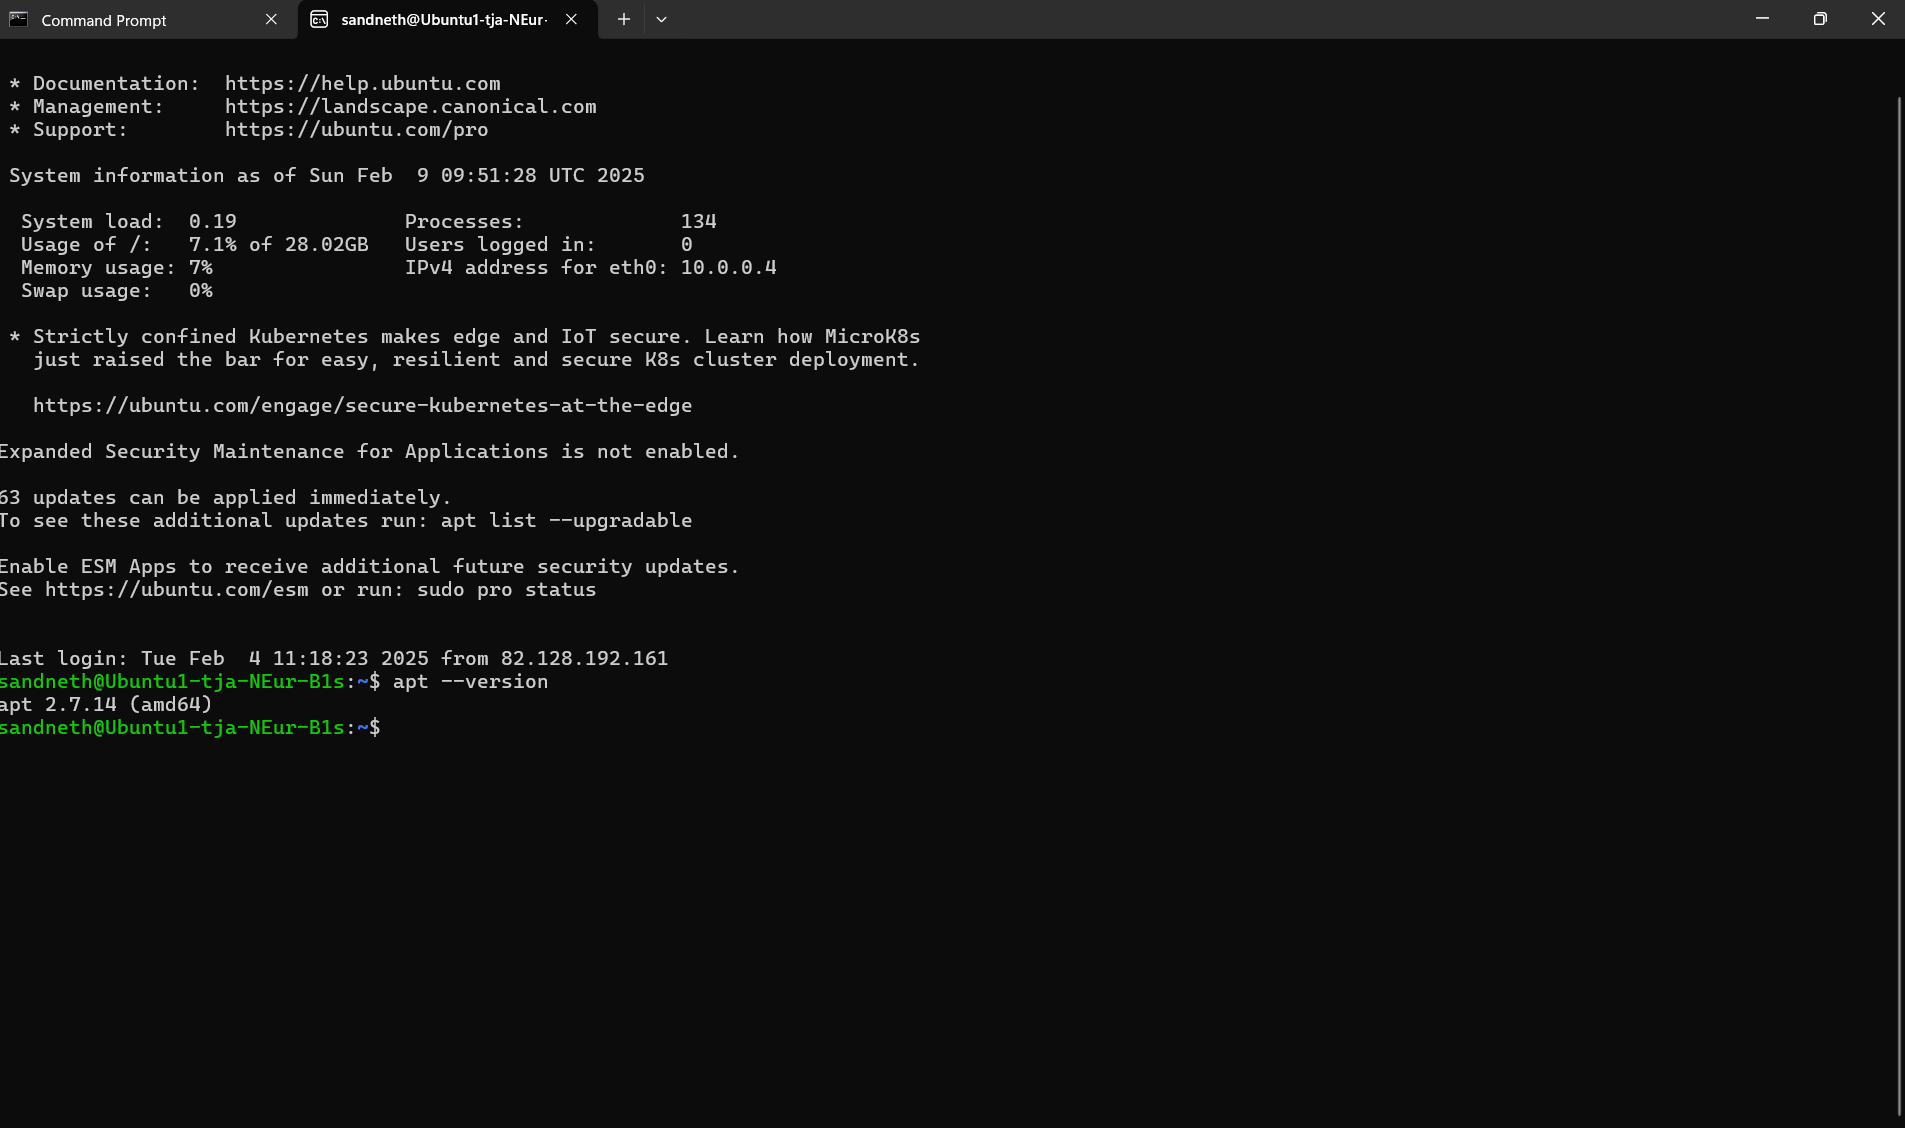 Command Prompt
sandneth@Ubuntu1-tja-NEur-
* Documentation:  https://help.ubuntu.com
* Management:     https://landscape.canonical.com
* Support:        https://ubuntu.com/pro
System information as of Sun Feb  9 09:51:28 UTC 2025
System load:  0.19              Processes:             134
Usage of /:   7.1% of 28.02GB   Users logged in:       0
Memory usage: 7%                IPv4 address for eth0: 10.0.0.4
Swap usage:   0%
* Strictly confined Kubernetes makes edge and IoT secure. Learn how MicroK8s
just raised the bar for easy, resilient and secure K8s cluster deployment.
https://ubuntu.com/engage/secure-kubernetes-at-the-edge
Expanded Security Maintenance for Applications is not enabled.
63 updates can be applied immediately.
To see these additional updates run: apt list --upgradable
Enable ESM Apps to receive additional future security updates.
See https://ubuntu.com/esm or run: sudo pro status
Last login: Tue Feb  4 11:18:23 2025 from 82.128.192.161
sandneth@Ubuntu1-tja-NEur-B1s:~$ apt --version
apt 2.7.14 (amd64)
sandneth@Ubuntu1-tja-NEur-B1s:~$